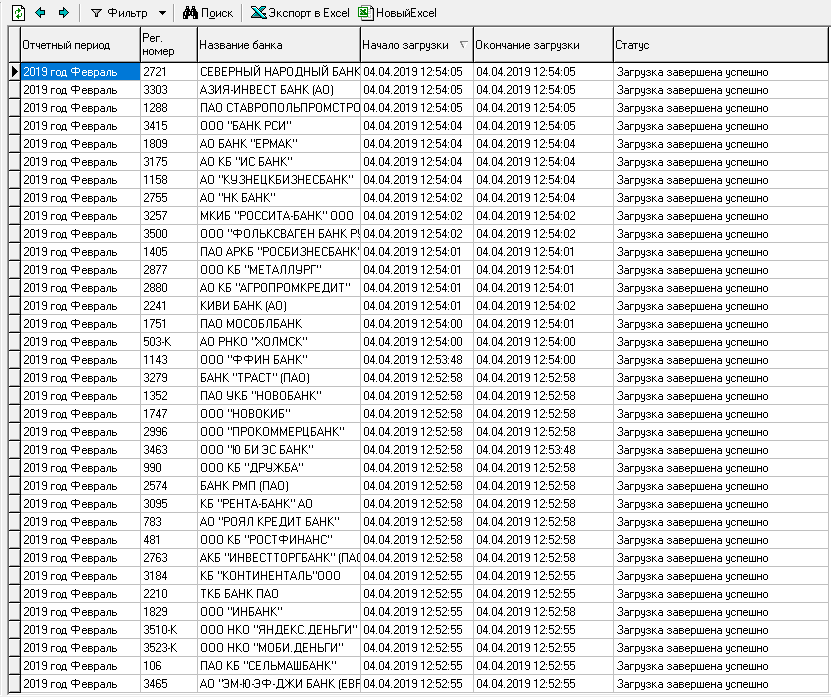 Фильтр Поиск Экспорт в Excel НовыйExcel
Отчетный период Рег. номер Название банка Начало загрузки Окончание загрузки Статус
2019 год Февраль 2721 СЕВЕРНЫЙ НАРОДНЫЙ БАНК 04.04.2019 12:54:05 04.04.2019 12:54:05 Загрузка завершена успешно
2019 год Февраль 3303 АЗИЯ-ИНВЕСТ БАНК (АО) 04.04.2019 12:54:05 04.04.2019 12:54:05 Загрузка завершена успешно
2019 год Февраль 1288 ПАО СТАВРОПОЛЬПРОМСТРО 04.04.2019 12:54:05 04.04.2019 12:54:05 Загрузка завершена успешно
2019 год Февраль 3415 ООО "БАНК РСИ" 04.04.2019 12:54:04 04.04.2019 12:54:05 Загрузка завершена успешно
2019 год Февраль 1809 АО БАНК "ЕРМАК" 04.04.2019 12:54:04 04.04.2019 12:54:04 Загрузка завершена успешно
2019 год Февраль 3175 АО КБ "ИС БАНК" 04.04.2019 12:54:04 04.04.2019 12:54:04 Загрузка завершена успешно
2019 год Февраль 1158 АО "КУЗНЕЦКБИЗНЕСБАНК" 04.04.2019 12:54:04 04.04.2019 12:54:04 Загрузка завершена успешно
2019 год Февраль 2755 АО "НК БАНК" 04.04.2019 12:54:02 04.04.2019 12:54:04 Загрузка завершена успешно
2019 год Февраль 3257 МКИБ "РОССИТА-БАНК" ООО 04.04.2019 12:54:02 04.04.2019 12:54:02 Загрузка завершена успешно
2019 год Февраль 3500 ООО "ФОЛЬКСВАГЕН БАНК РУ 04.04.2019 12:54:02 04.04.2019 12:54:02 Загрузка завершена успешно
2019 год Февраль 1405 ПАО АРКБ "РОСБИЗНЕСБАНК" 04.04.2019 12:54:01 04.04.2019 12:54:01 Загрузка завершена успешно
2019 год Февраль 2877 ООО КБ "МЕТАЛЛУРГ" 04.04.2019 12:54:01 04.04.2019 12:54:01 Загрузка завершена успешно
2019 год Февраль 2880 АО КБ "АГРОПРОМКРЕДИТ" 04.04.2019 12:54:01 04.04.2019 12:54:01 Загрузка завершена успешно
2019 год Февраль 2241 КИВИ БАНК (АО) 04.04.2019 12:54:01 04.04.2019 12:54:02 Загрузка завершена успешно
2019 год Февраль 1751 ПАО МОСОБЛБАНК 04.04.2019 12:54:00 04.04.2019 12:54:01 Загрузка завершена успешно
2019 год Февраль 503-К АО РНКО "ХОЛМСК" 04.04.2019 12:54:00 04.04.2019 12:54:00 Загрузка завершена успешно
2019 год Февраль 1143 ООО "ФФИН БАНК" 04.04.2019 12:53:48 04.04.2019 12:54:00 Загрузка завершена успешно
2019 год Февраль 3279 БАНК "ТРАСТ" (ПАО) 04.04.2019 12:52:58 04.04.2019 12:52:58 Загрузка завершена успешно
2019 год Февраль 1352 ПАО УКБ "НОВОБАНК" 04.04.2019 12:52:58 04.04.2019 12:52:58 Загрузка завершена успешно
2019 год Февраль 1747 ООО "НОВОКИБ" 04.04.2019 12:52:58 04.04.2019 12:52:58 Загрузка завершена успешно
2019 год Февраль 2996 ООО "ПРОКОММЕРЦБАНК" 04.04.2019 12:52:58 04.04.2019 12:52:58 Загрузка завершена успешно
2019 год Февраль 3463 ООО "Ю БИ ЭС БАНК" 04.04.2019 12:52:58 04.04.2019 12:53:48 Загрузка завершена успешно
2019 год Февраль 990 ООО КБ "ДРУЖБА" 04.04.2019 12:52:58 04.04.2019 12:52:58 Загрузка завершена успешно
2019 год Февраль 2574 БАНК РМП (ПАО) 04.04.2019 12:52:58 04.04.2019 12:52:58 Загрузка завершена успешно
2019 год Февраль 3095 КБ "РЕНТА-БАНК" АО 04.04.2019 12:52:58 04.04.2019 12:52:58 Загрузка завершена успешно
2019 год Февраль 783 АО "РОЯЛ КРЕДИТ БАНК" 04.04.2019 12:52:58 04.04.2019 12:52:58 Загрузка завершена успешно
2019 год Февраль 481 ООО КБ "РОСТФИНАНС" 04.04.2019 12:52:58 04.04.2019 12:52:58 Загрузка завершена успешно
2019 год Февраль 2763 АКБ "ИНВЕСТТОРГБАНК" (ПАО 04.04.2019 12:52:58 04.04.2019 12:52:58 Загрузка завершена успешно
2019 год Февраль 3184 КБ "КОНТИНЕНТАЛЬ"ООО 04.04.2019 12:52:55 04.04.2019 12:52:55 Загрузка завершена успешно
2019 год Февраль 2210 ТКБ БАНК ПАО 04.04.2019 12:52:55 04.04.2019 12:52:55 Загрузка завершена успешно
2019 год Февраль 1829 ООО "ИНБАНК" 04.04.2019 12:52:55 04.04.2019 12:52:58 Загрузка завершена успешно
2019 год Февраль 3510-К ООО НКО "ЯНДЕКС.ДЕНЬГИ" 04.04.2019 12:52:55 04.04.2019 12:52:55 Загрузка завершена успешно
2019 год Февраль 3523-К ООО НКО "МОБИ.ДЕНЬГИ" 04.04.2019 12:52:55 04.04.2019 12:52:55 Загрузка завершена успешно
2019 год Февраль 106 ПАО КБ "СЕЛЬМАШБАНК" 04.04.2019 12:52:55 04.04.2019 12:52:55 Загрузка завершена успешно
2019 год Февраль 3465 АО "ЭМ-Ю-ЭФ-ДЖИ БАНК (ЕВР 04.04.2019 12:52:55 04.04.2019 12:52:55 Загрузка завершена успешно